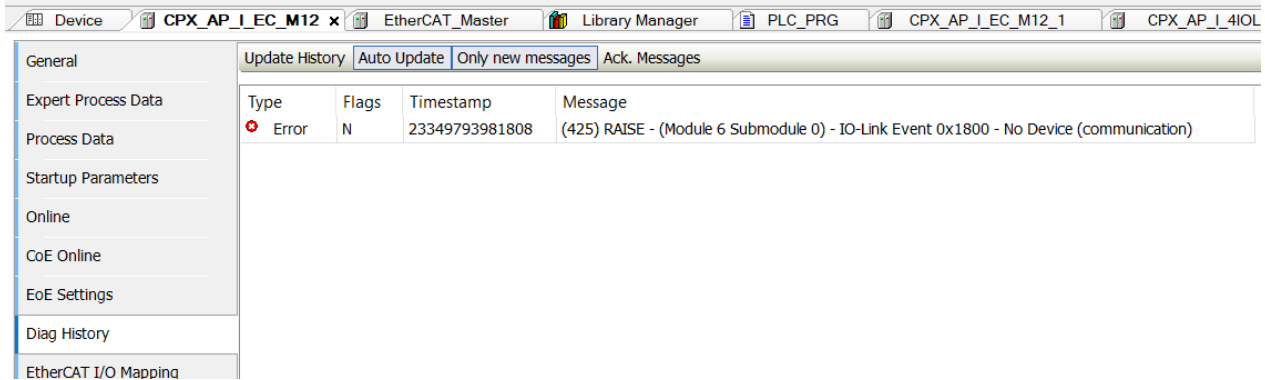 Device CPX_AP_I_EC_M12 x EtherCAT_Master Library Manager PLC_PRG CPX_AP_I_EC_M12_1 CPX_AP_I_4IOL
General
Expert Process Data
Process Data
Startup Parameters
Online
CoE Online
EoE Settings
Diag History
EtherCAT I/O Mapping
Update History Auto Update Only new messages Ack. Messages
Type Flags Timestamp Message
Error N 23349793981808 (425) RAISE - (Module 6 Submodule 0) - IO-Link Event 0x1800 - No Device (communication)